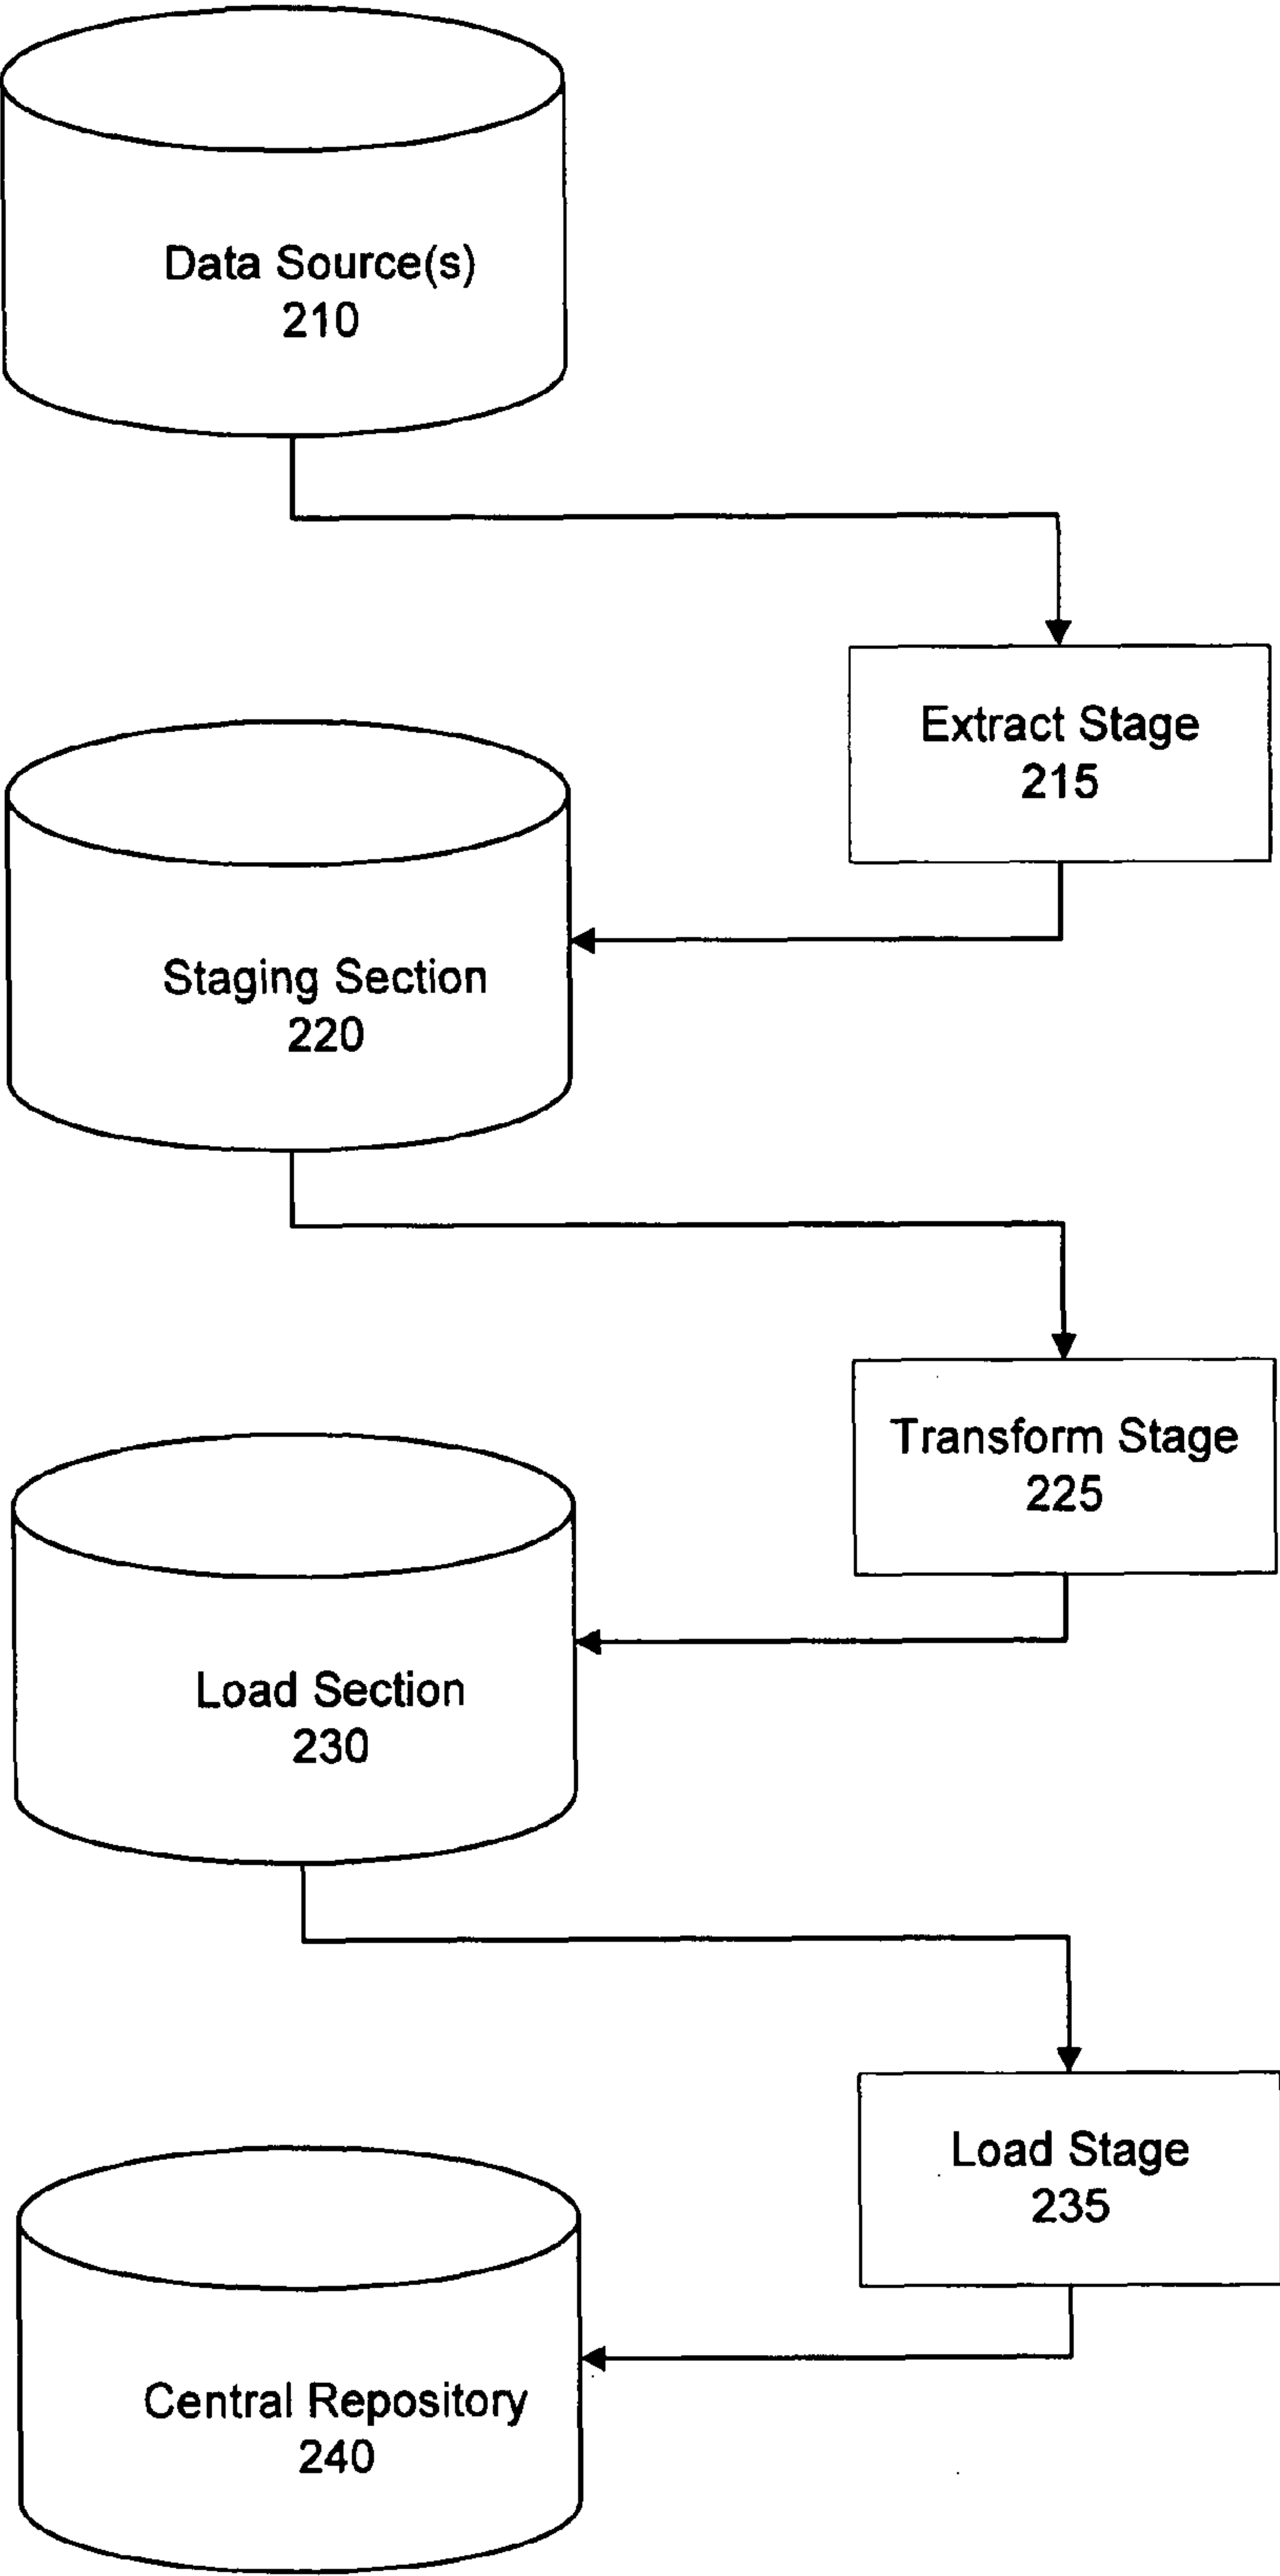 Data Source(s)
210
Extract Stage
215
Staging Section
220
Transform Stage
225
Load Section
230
Load Stage
235
Central Repository
240